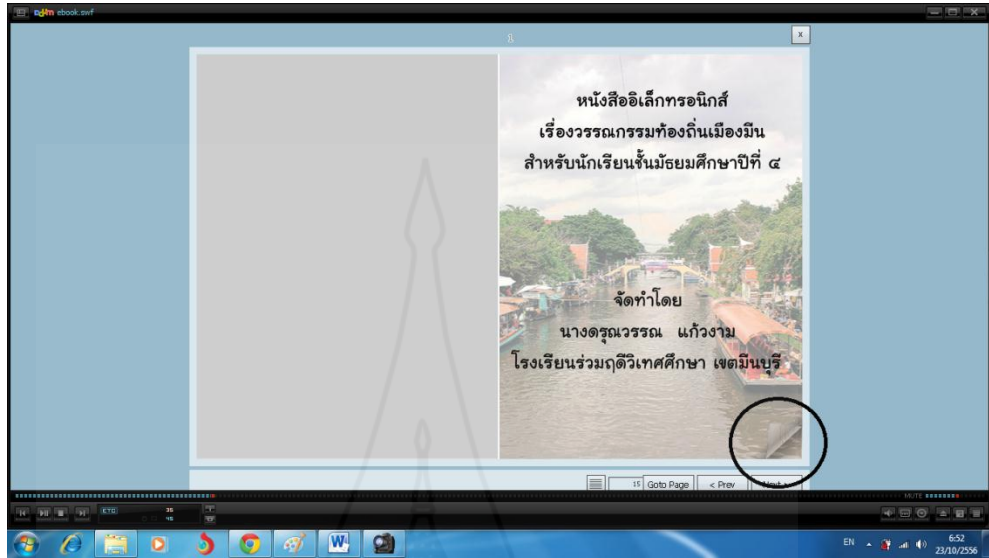 ebook.swf
1
x
หนังสืออิเล็กทรอนิกส์
เรื่องวรรณกรรมท้องถิ่นเมืองมีน
สำหรับนักเรียนชั้นมัธยมศึกษาปีที่ ๔
จัดทำโดย
นางดรุณวรรณ แก้วงาม
โรงเรียนร่วมฤดีวิเทศศึกษา เขตมีนบุรี
15 Goto Page < Prev Next >
MUTE
35
45
EN 6:52
23/10/2556